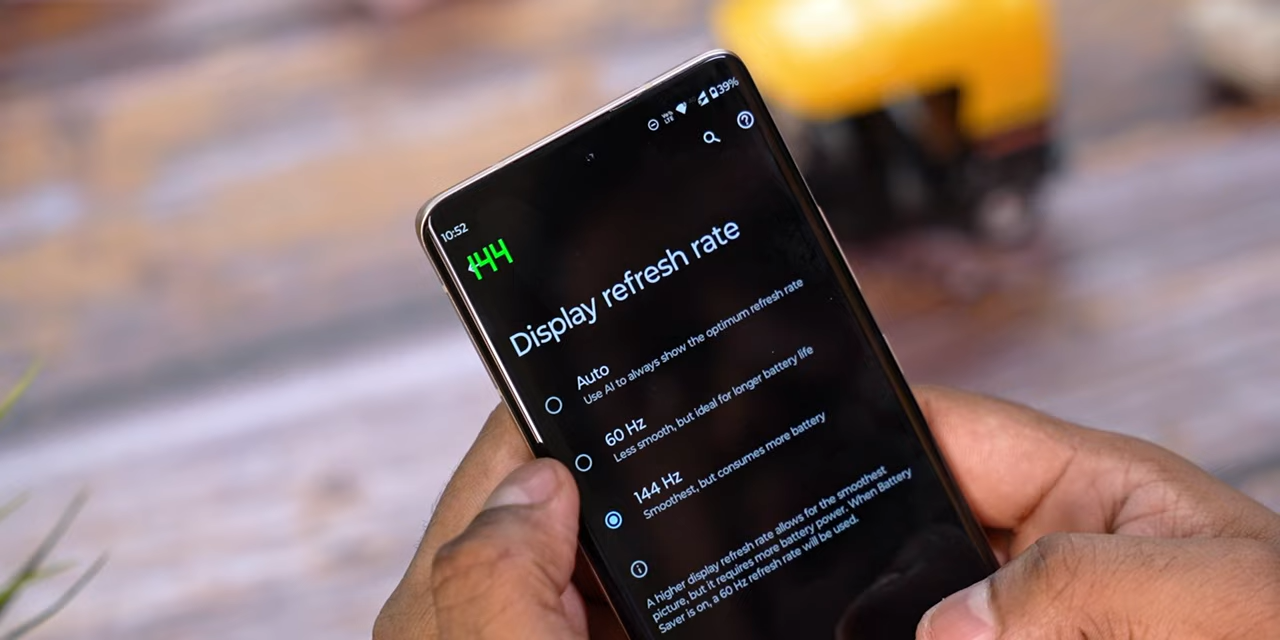 10:52
Vo))
LTE
39%
144
Display refresh rate
Auto
Use AI to always show the optimum refresh rate
60 Hz
Less smooth, but ideal for longer battery life
144 Hz
Smoothest, but consumes more battery
A higher display refresh rate allows for the smoothest
picture, but it requires more battery power. When Battery
Saver is on, a 60 Hz refresh rate will be used.